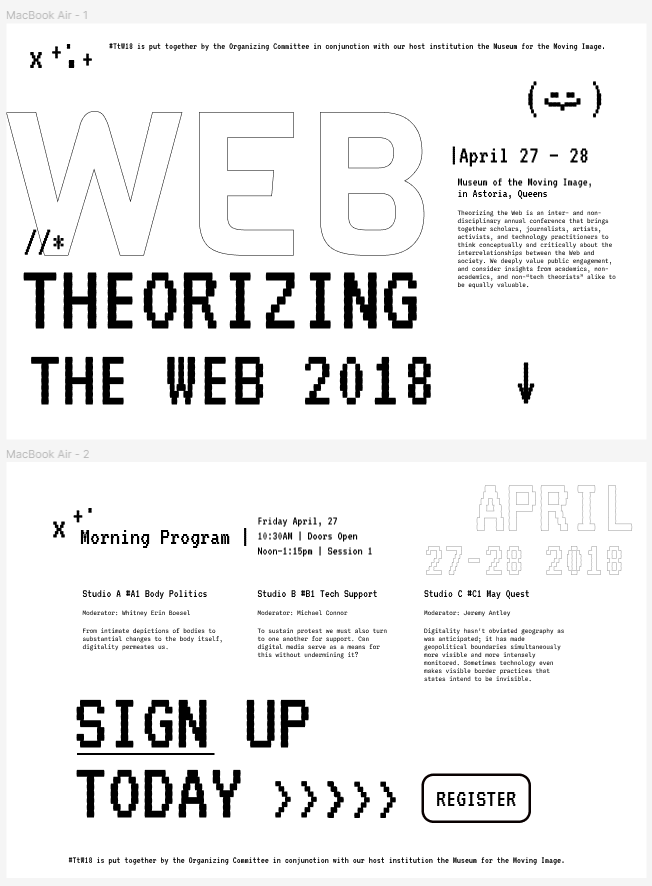 MacBook Air - 1
#TtW18 is put together by the Organizing Committee in conjunction with our host institution the Museum for the Moving Image.
x + : . +
( = )
WEB
|April 27 - 28
Museum of the Moving Image,
in Astoria, Queens
Theorizing the Web is an inter- and non-
disciplinary annual conference that brings
together scholars, journalists, artists,
activists, and technology practitioners to
think conceptually snd critically about the
interrelationships between the Web and
society. We deeply value public engagement,
and consider insights from academics, non-
academics, and non-"tech theorists" alike to
be equally valuable.
//*
THEORIZING
THE WEB 2018 ↓
MacBook Air - 2
APRIL
27-28 2018
x + '
Morning Program |
Friday April, 27
10:30AM | Doors Open
Noon-1:15pm | Session 1
Studio A #A1 Body Politics
Moderator: Whitney Erin Boesel
From intimate depictions of bodies to
substantial changes to the body itself,
digitality permeates us.
Studio B #B1 Tech Support
Moderator: Michael Connor
To sustain protest we must also turn
to one another for support. Can
digital media serve as a means for
this without undermining it?
Studio C #C1 May Quest
Moderator: Jeremy Antley
Digitality hasn't obviated geography as
was anticipated; it has made
geopolitical boundaries simultaneously
more visible and more intensely
monitored. Sometimes technology even
makes visible border practices that
states intend to be invisible.
SIGN UP
TODAY >>>>>
REGISTER
#TtW18 is put together by the Organizing Committee in conjunction with our host institution the Museum for the Moving Image.